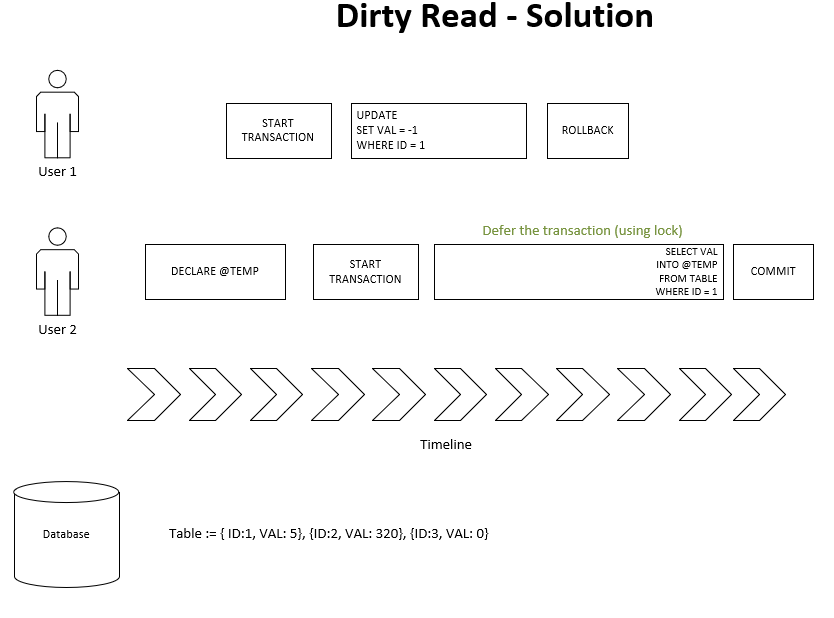 Dirty Read - Solution
START
TRANSACTION
UPDATE
SET VAL = -1
WHERE ID = 1
ROLLBACK
User 1
Defer the transaction (using lock)
DECLARE @TEMP
START
TRANSACTION
SELECT VAL
INTO @TEMP
FROM TABLE
WHERE ID = 1
COMMIT
User 2
Timeline
Database
Table := { ID:1, VAL: 5}, {ID:2, VAL: 320}, {ID:3, VAL: 0}